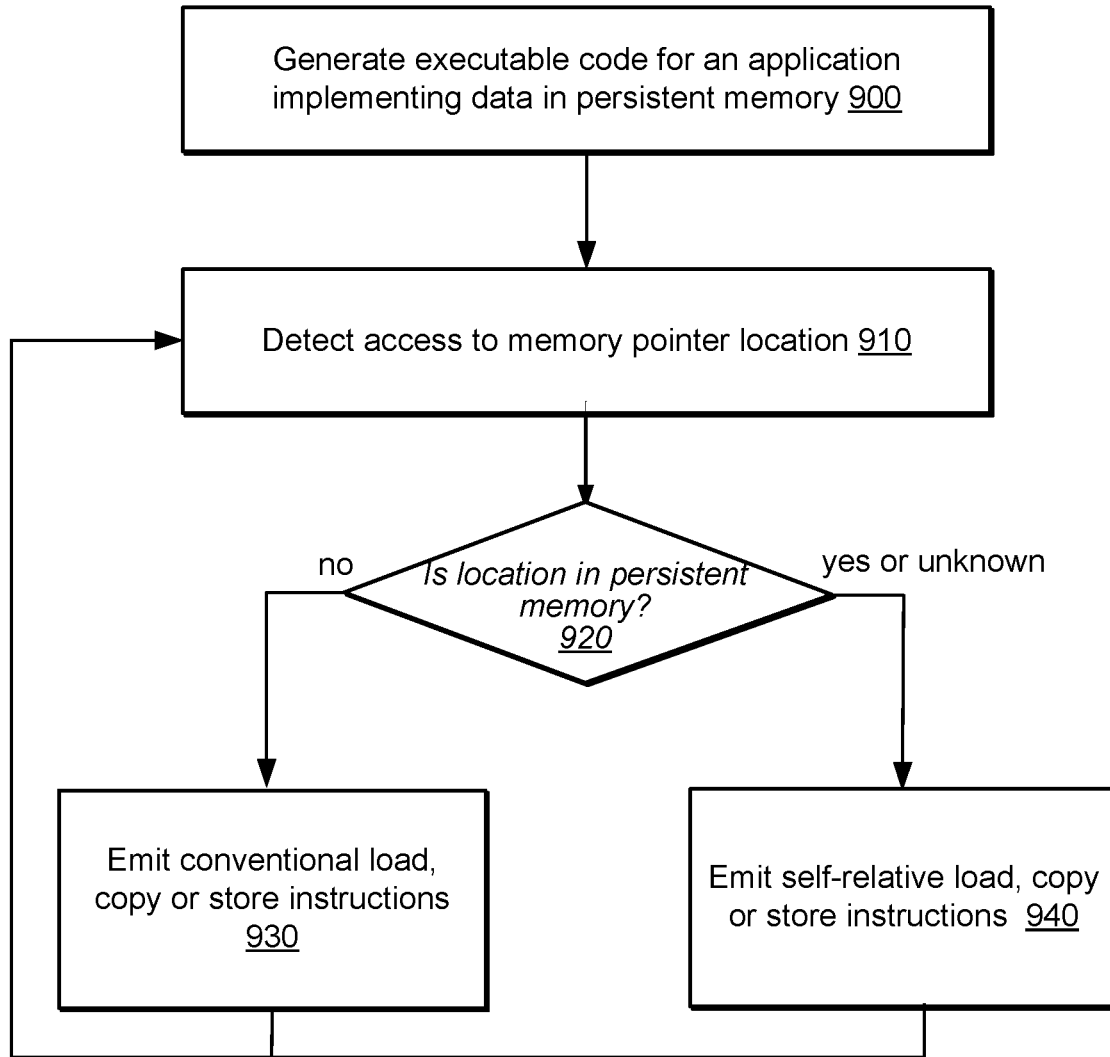 Generate executable code for an application
implementing data in persistent memory 900
Detect access to memory pointer location 910
no
yes or unknown
Is location in persistent
memory?
920
Emit conventional load,
copy or store instructions
930
Emit self-relative load, copy
or store instructions 940